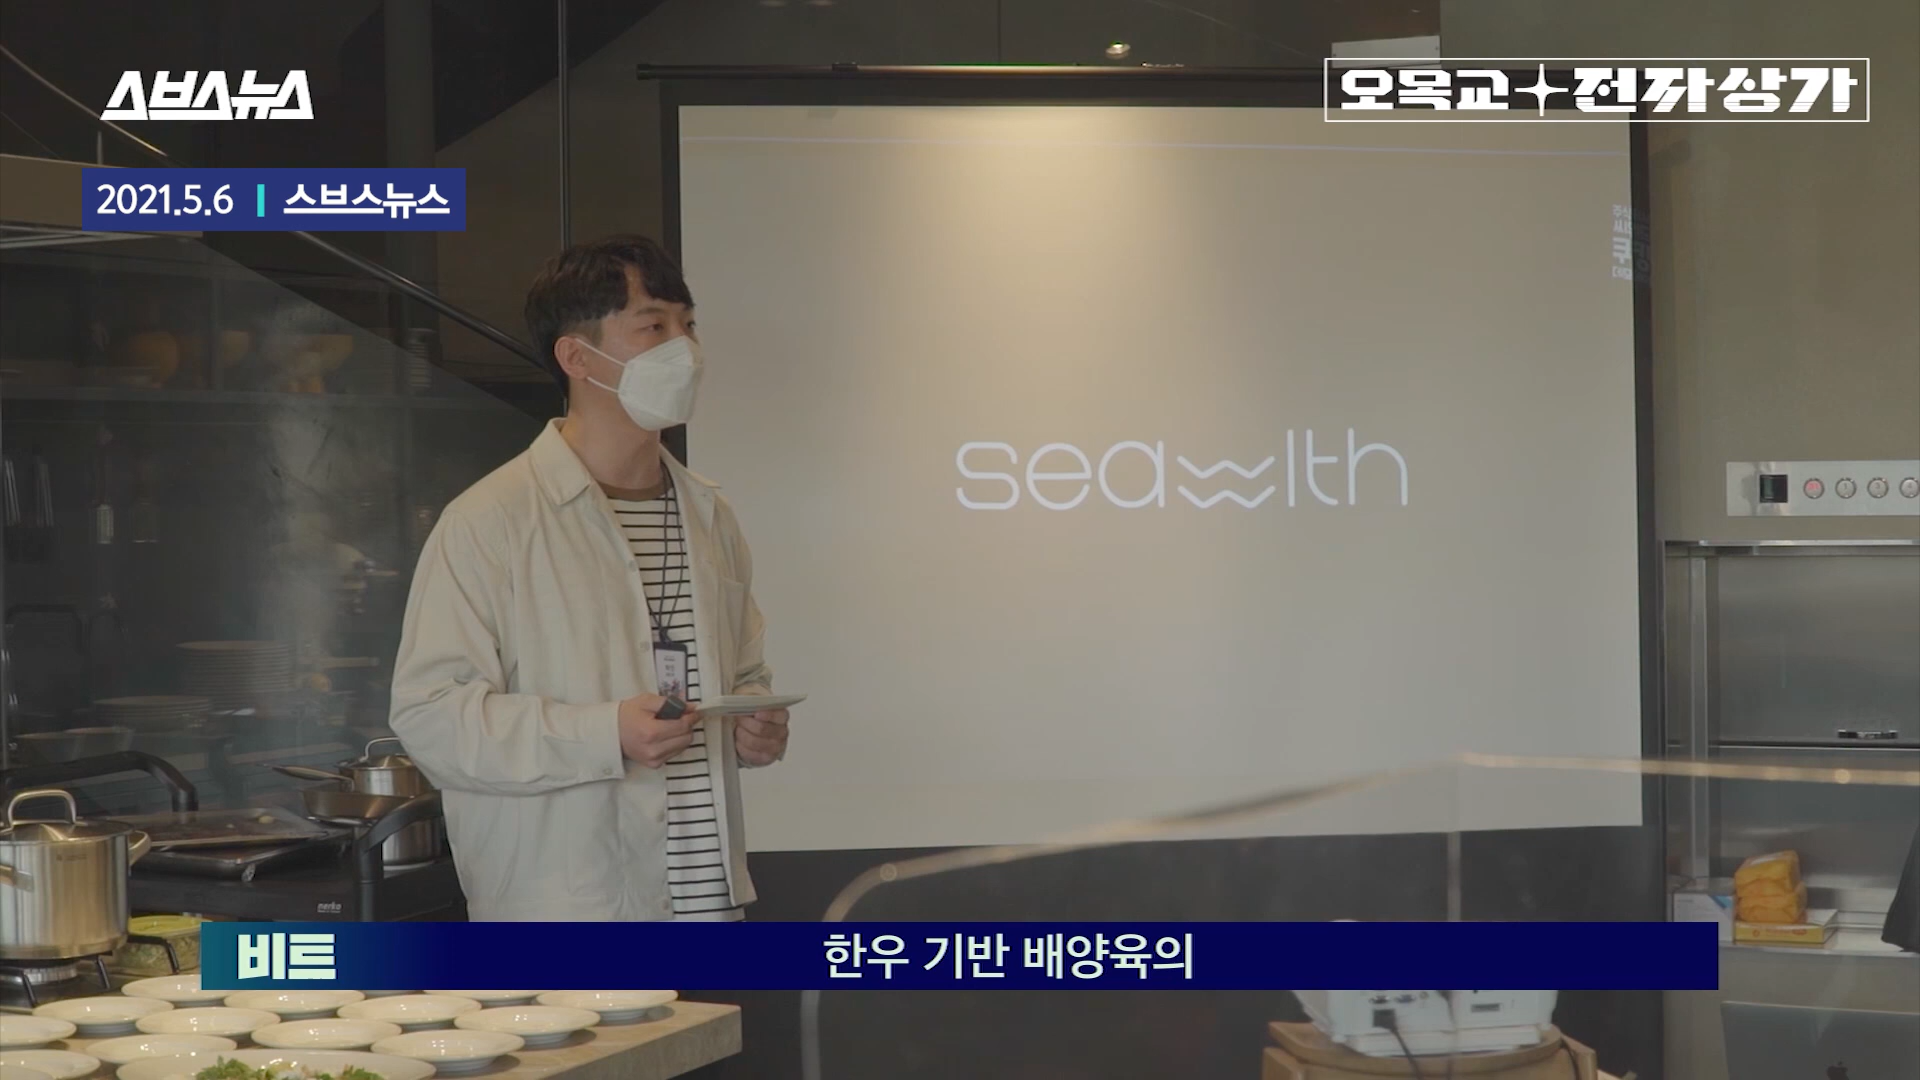 스브스뉴스
오목교 전자상가
2021.5.6 | 스브스뉴스
seawith
비트
한우 기반 배양육의